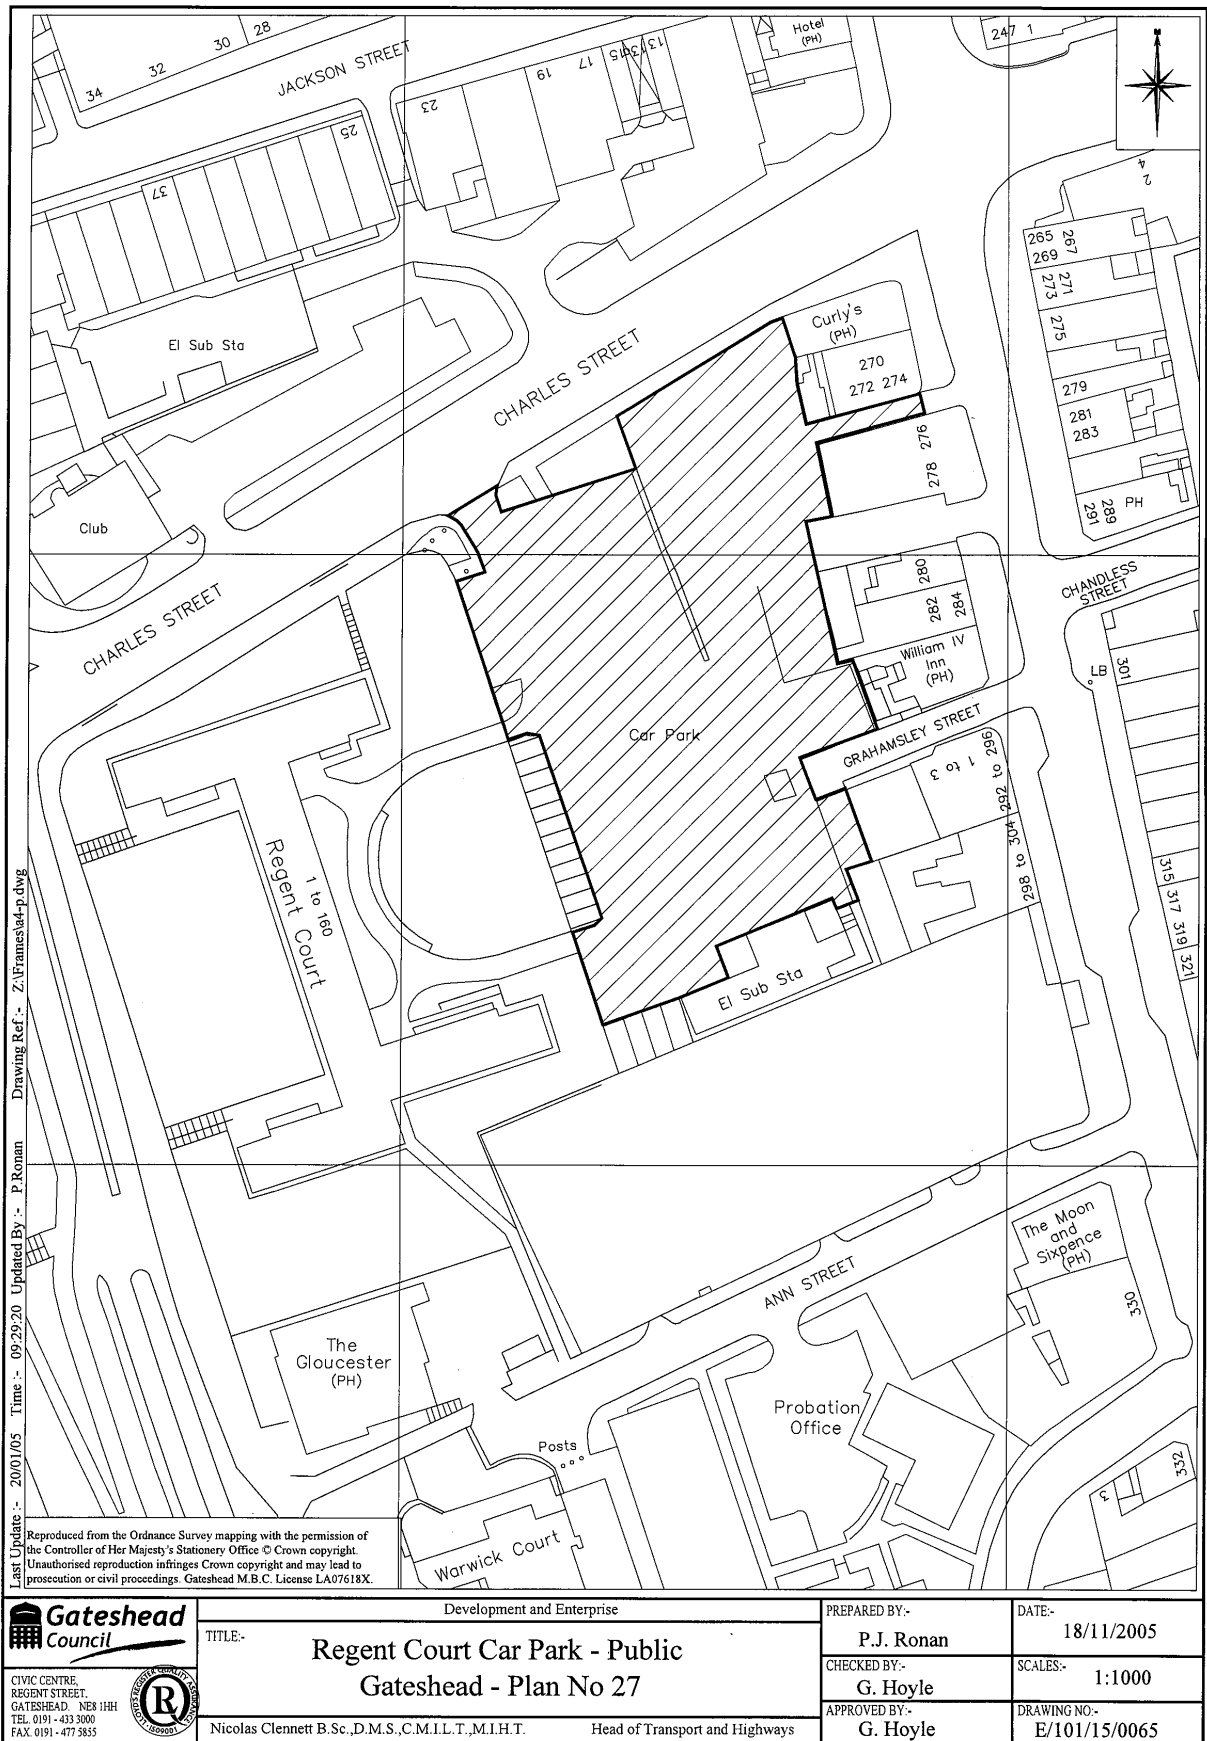 28
30
32
34
JACKSON STREET
Hotel
(PH)
247 1
13
15
17
19
23
25
37
2
4
265
267
269
271
273
275
279
281
283
289
291
PH
El Sub Sta
Curly's
(PH)
270
272 274
CHARLES STREET
276
278
Club
CHARLES STREET
280
282
284
William IV
Inn
(PH)
CHANDLESS
STREET
LB
301
Car Park
GRAHAMSLEY STREET
1 to 3
292 to 296
298 to 304
Regent Court
1 to 160
315 317 319 321
El Sub Sta
The Moon
and
Sixpence
(PH)
ANN STREET
330
The
Gloucester
(PH)
Probation
Office
Posts
332
3
Warwick Court
Last Update :- 20/01/05 Time :- 09:29:20 Updated By :- P.Ronan Drawing Ref :- Z:\Frames\a4-p.dwg
Reproduced from the Ordnance Survey mapping with the permission of
the Controller of Her Majesty's Stationery Office © Crown copyright.
Unauthorised reproduction infringes Crown copyright and may lead to
prosecution or civil proceedings. Gateshead M.B.C. License LA07618X.
Gateshead
Council
CIVIC CENTRE,
REGENT STREET.
GATESHEAD. NE8 1HH
TEL. 0191 - 433 3000
FAX. 0191 - 477 5855
LLOYD'S REGISTER QUALITY ASSURANCE
R
ISO9001
Development and Enterprise
TITLE:-
Regent Court Car Park - Public
Gateshead - Plan No 27
Nicolas Clennett B.Sc.,D.M.S.,C.M.I.L.T.,M.I.H.T. Head of Transport and Highways
PREPARED BY:-
P.J. Ronan
CHECKED BY:-
G. Hoyle
APPROVED BY:-
G. Hoyle
DATE:-
18/11/2005
SCALES:-
1:1000
DRAWING NO:-
E/101/15/0065